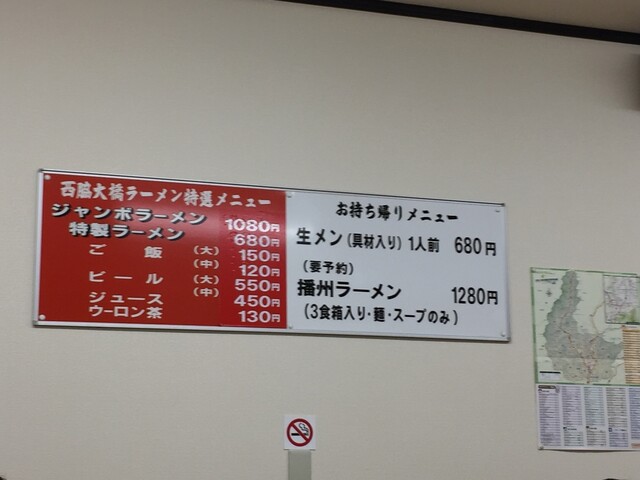 西脇大橋ラーメン特選メニュー
ジャンボラーメン 1080円
特製ラーメン 680円
ご飯 (大) 150円
(中) 120円
ビール (大) 550円
(中) 450円
ジュース
ウーロン茶 130円
お持ち帰りメニュー
生メン(具材入り) 1人前 680円
(要予約)
播州ラーメン 1280円
(3食箱入り・麺・スープのみ)